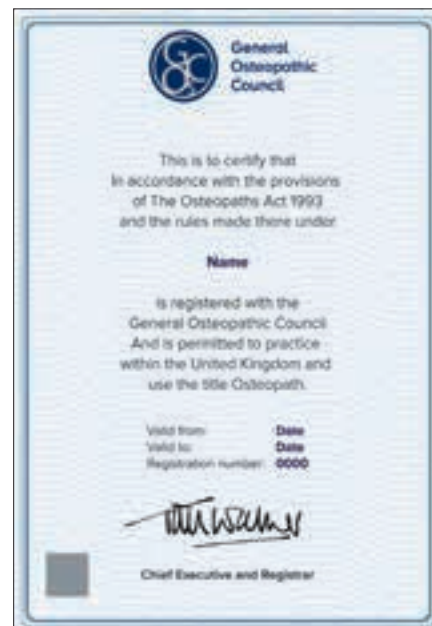 General
Osteopathic
Council
This is to certify that
In accordance with the provisions
of The Osteopaths Act 1993
and the rules made there under
Name
is registered with the
General Osteopathic Council
And is permitted to practice
within the United Kingdom and
use the title Osteopath.
Valid from: Date
Valid to: Date
Registration number: 0000
Chief Executive and Registrar